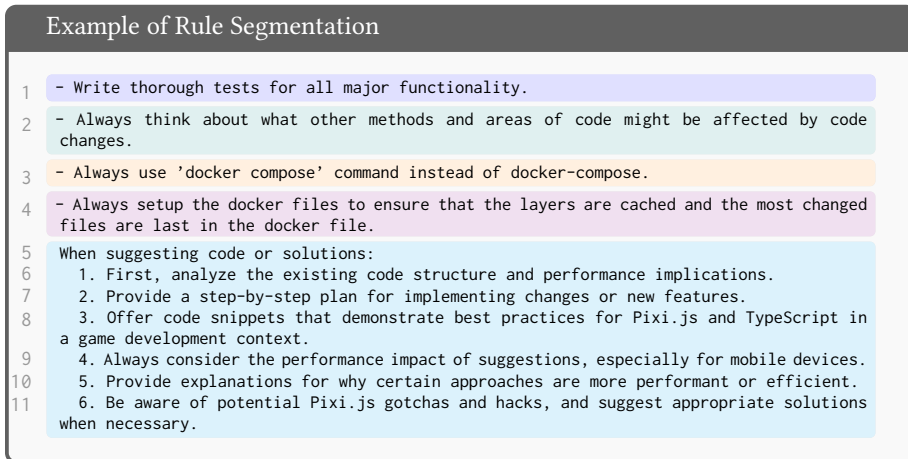 Example of Rule Segmentation
1 - Write thorough tests for all major functionality.
2 - Always think about what other methods and areas of code might be affected by code
changes.
3 - Always use ’docker compose’ command instead of docker-compose.
4 - Always setup the docker files to ensure that the layers are cached and the most changed
files are last in the docker file.
5 When suggesting code or solutions:
6 1. First, analyze the existing code structure and performance implications.
7 2. Provide a step-by-step plan for implementing changes or new features.
8 3. Offer code snippets that demonstrate best practices for Pixi.js and TypeScript in
a game development context.
9 4. Always consider the performance impact of suggestions, especially for mobile devices.
10 5. Provide explanations for why certain approaches are more performant or efficient.
11 6. Be aware of potential Pixi.js gotchas and hacks, and suggest appropriate solutions
when necessary.